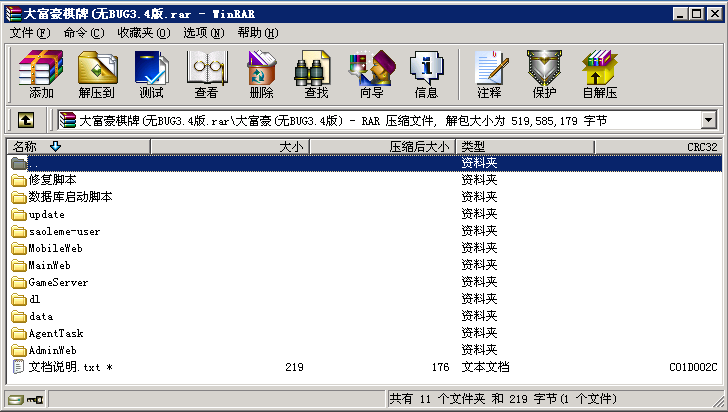 大富豪棋牌(无BUG3.4版.rar - WinRAR
文件(F) 命令(C) 收藏夹(O) 选项(N) 帮助(H)
添加 解压到 测试 查看 删除 查找 向导 信息 注释 保护 自解压
大富豪棋牌(无BUG3.4版.rar\大富豪(无BUG3.4版) - RAR 压缩文件, 解包大小为 519,585,179 字节
名称 大小 压缩后大小 类型 CRC32
.. 资料夹
修复脚本 资料夹
数据库启动脚本 资料夹
update 资料夹
saoleme-user 资料夹
MobileWeb 资料夹
MainWeb 资料夹
GameServer 资料夹
dl 资料夹
data 资料夹
AgentTask 资料夹
AdminWeb 资料夹
文档说明.txt * 219 176 文本文档 C01D002C
共有 11 个文件夹 和 219 字节(1 个文件)